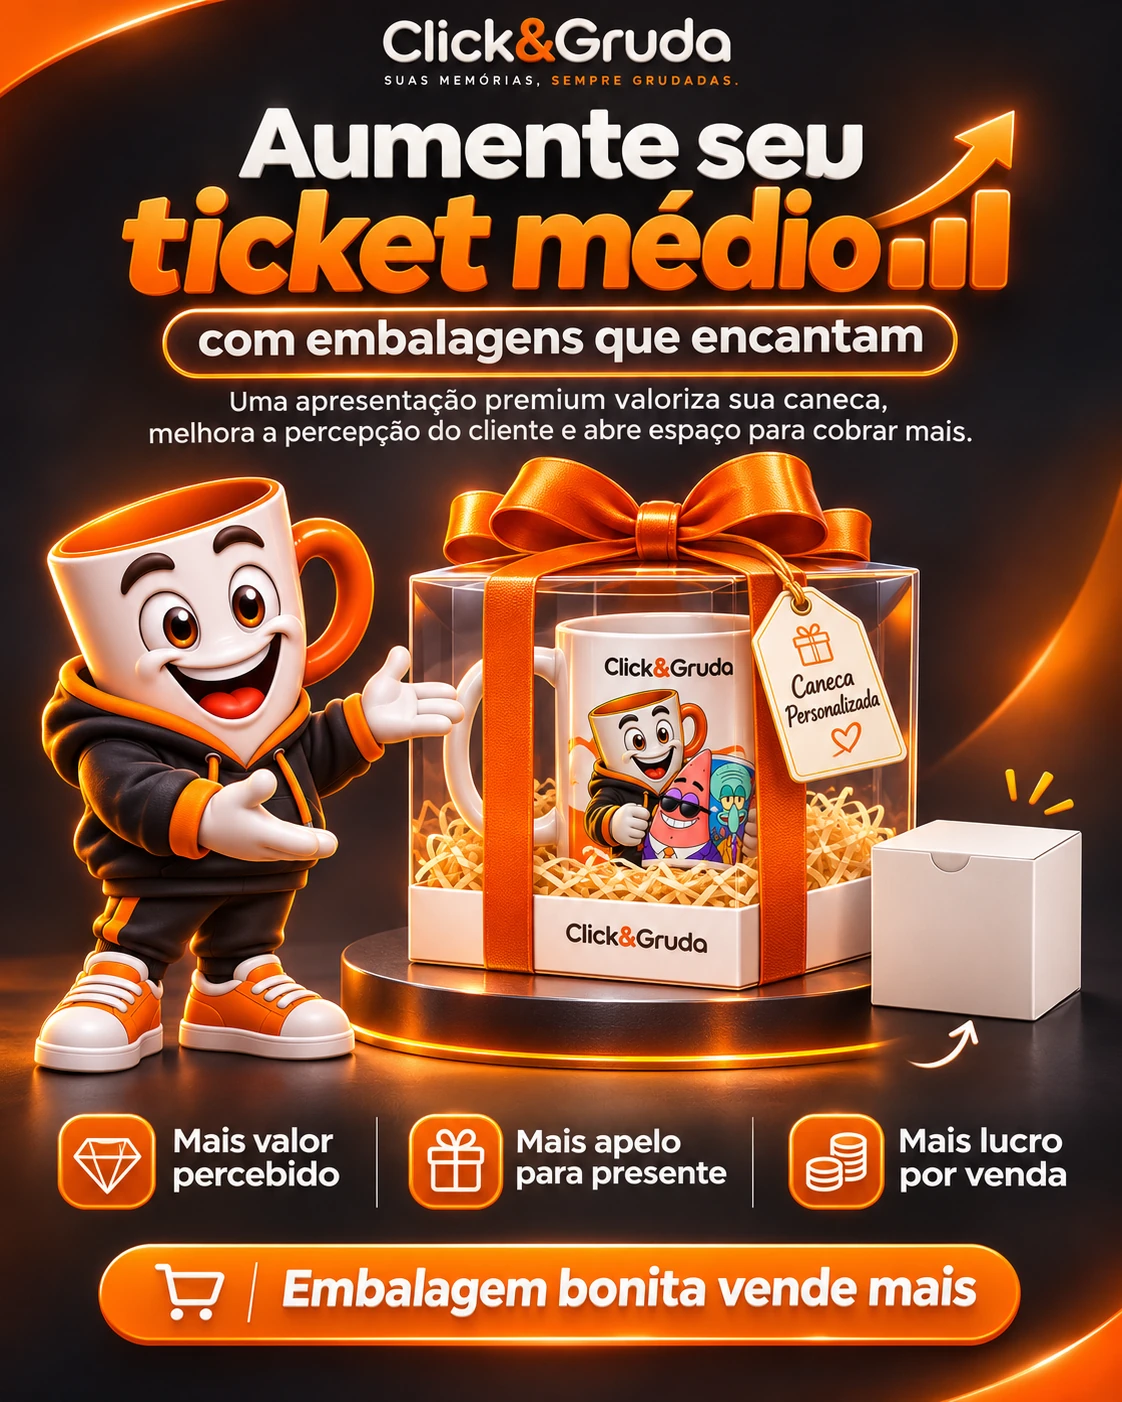 Click&Gruda
SUAS MEMÓRIAS, SEMPRE GRUDADAS.
Aumente seu
ticket médio
com embalagens que encantam
Uma apresentação premium valoriza sua caneca,
melhora a percepção do cliente e abre espaço para cobrar mais.
Click&Gruda
Caneca
Personalizada
Click&Gruda
Mais valor
percebido
Mais apelo
para presente
Mais lucro
por venda
Embalagem bonita vende mais